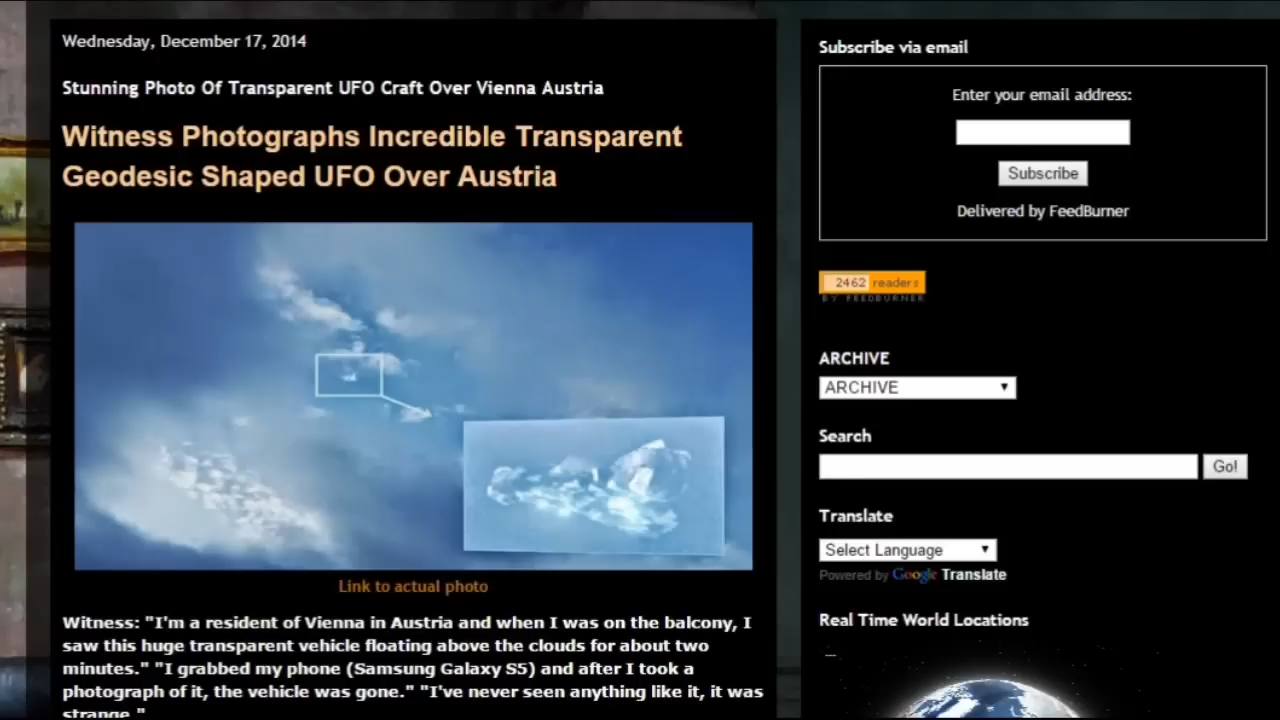 Wednesday, December 17, 2014
Stunning Photo Of Transparent UFO Craft Over Vienna Austria
Witness Photographs Incredible Transparent
Geodesic Shaped UFO Over Austria
Link to actual photo
Witness: "I'm a resident of Vienna in Austria and when I was on the balcony, I
saw this huge transparent vehicle floating above the clouds for about two
minutes." "I grabbed my phone (Samsung Galaxy S5) and after I took a
photograph of it, the vehicle was gone." "I've never seen anything like it, it was
strange."
Subscribe via email
Enter your email address:
Subscribe
Delivered by FeedBurner
2462 readers
BY FEEDBURNER
ARCHIVE
ARCHIVE
Search
Go!
Translate
Select Language
Powered by Google Translate
Real Time World Locations